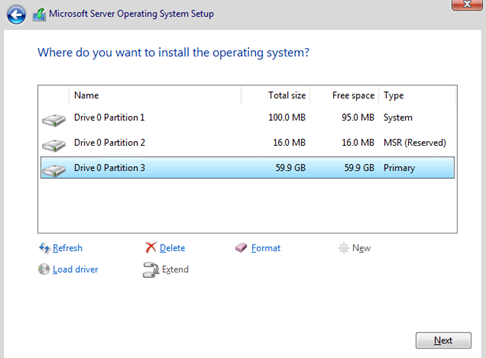 Microsoft Server Operating System Setup
Where do you want to install the operating system?
Name Total size Free space Type
Drive 0 Partition 1 100.0 MB 95.0 MB System
Drive 0 Partition 2 16.0 MB 16.0 MB MSR (Reserved)
Drive 0 Partition 3 59.9 GB 59.9 GB Primary
Refresh Delete Format New
Load driver Extend
Next